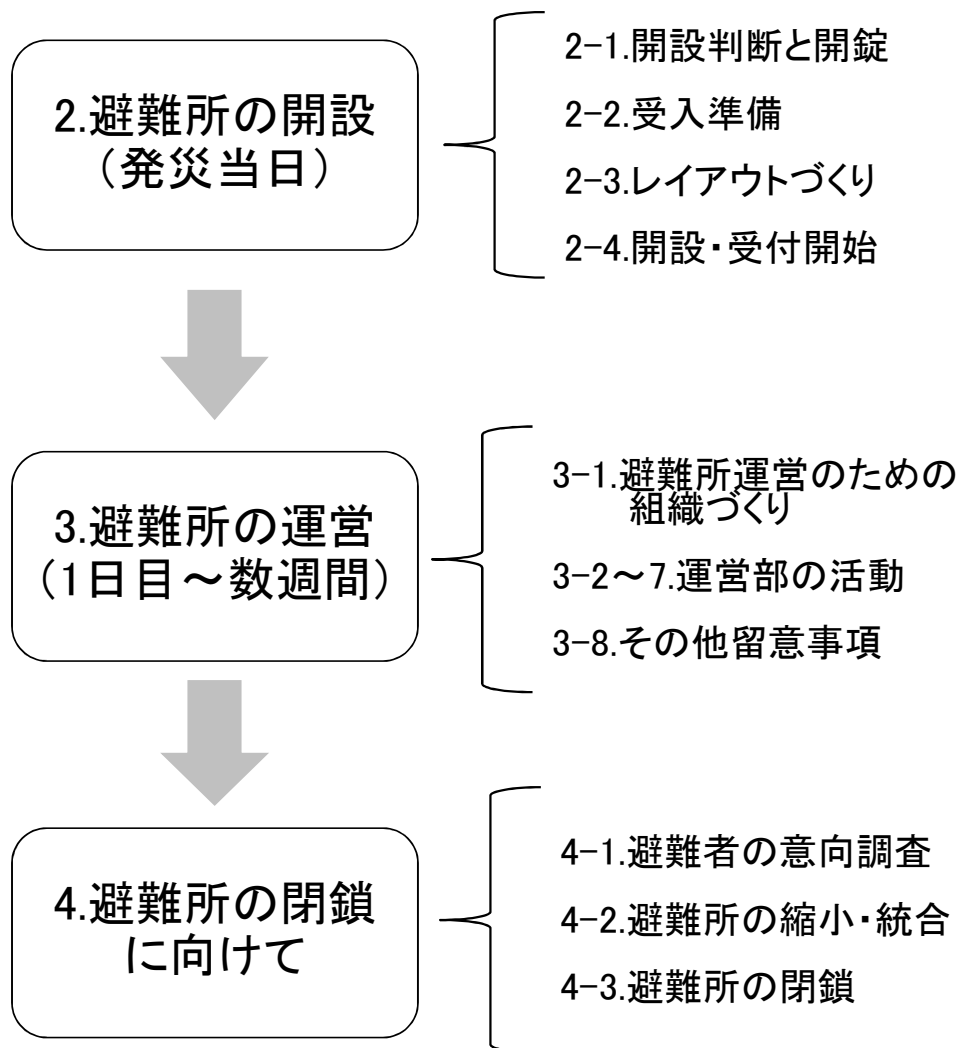 2.避難所の開設
（発災当日）
2-1.開設判断と開錠
2-2.受入準備
2-3.レイアウトづくり
2-4.開設・受付開始
3.避難所の運営
（1日目～数週間）
3-1.避難所運営のための
組織づくり
3-2～7.運営部の活動
3-8.その他留意事項
4.避難所の閉鎖
に向けて
4-1.避難者の意向調査
4-2.避難所の縮小・統合
4-3.避難所の閉鎖